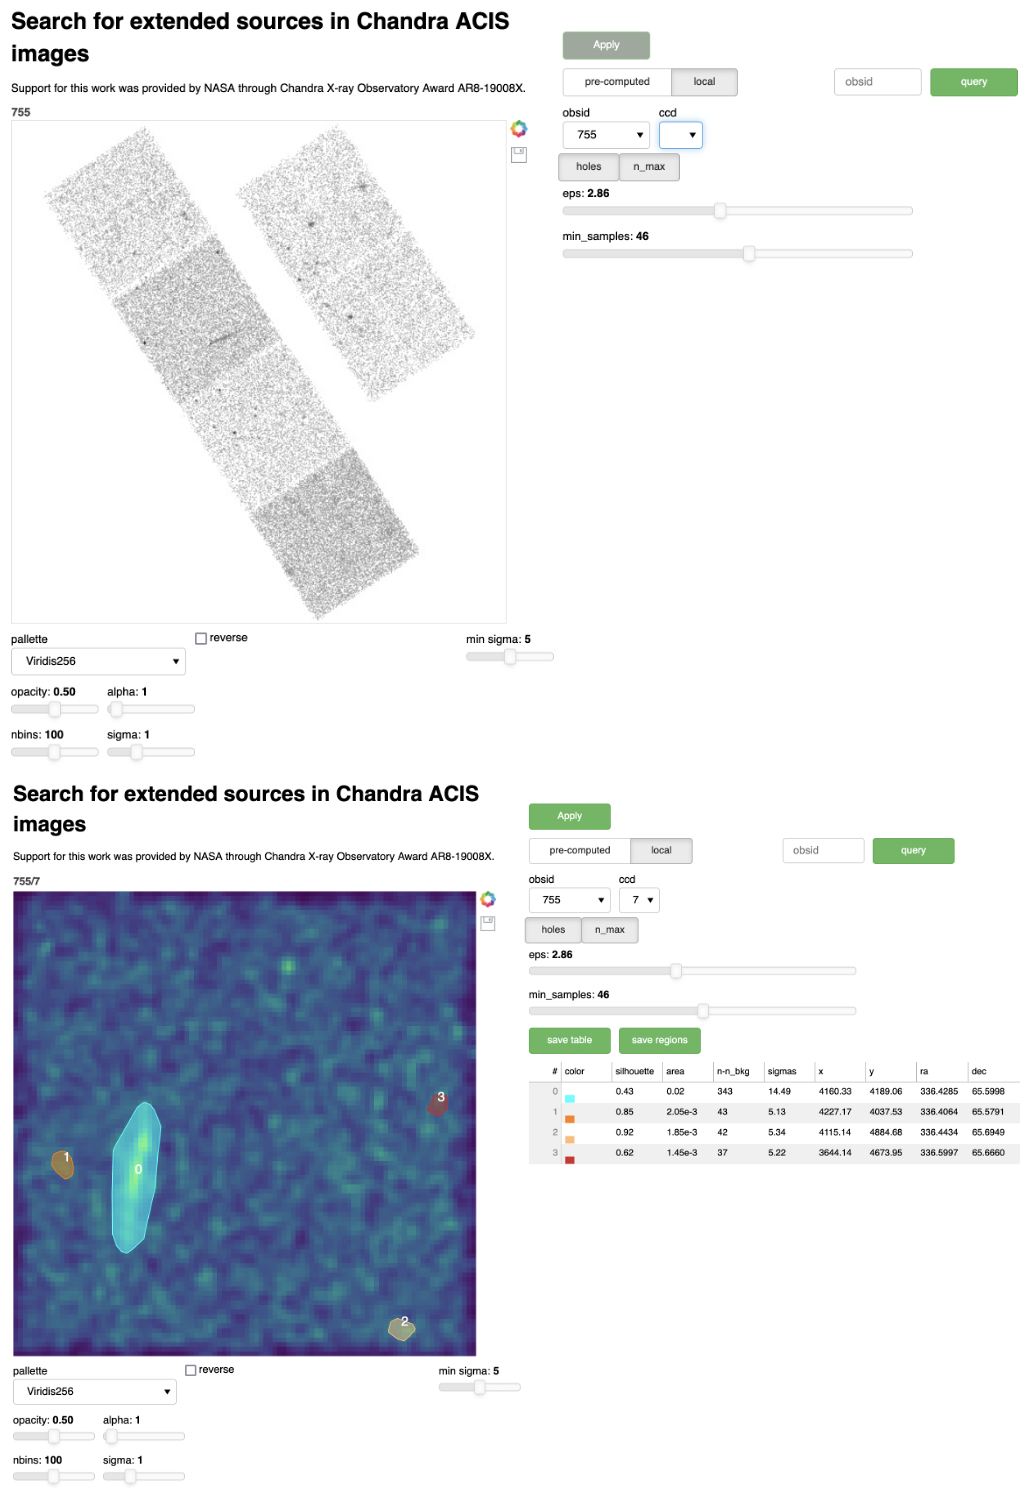 Search for extended sources in Chandra ACIS
images
Support for this work was provided by NASA through Chandra X-ray Observatory Award AR8-19008X.
755
Apply
pre-computed local obsid query
obsid ccd
755
holes n_max
eps: 2.86
min_samples: 46
pallette reverse min sigma: 5
Viridis256
opacity: 0.50 alpha: 1
nbins: 100 sigma: 1
Search for extended sources in Chandra ACIS
images
Support for this work was provided by NASA through Chandra X-ray Observatory Award AR8-19008X.
755/7
3
1
0
2
Apply
pre-computed local obsid query
obsid ccd
755 7
holes n_max
eps: 2.86
min_samples: 46
save table save regions
# color silhouette area n-n_bkg sigmas x y ra dec
0 0.43 0.02 343 14.49 4160.33 4189.06 336.4285 65.5998
1 0.85 2.05e-3 43 5.13 4227.17 4037.53 336.4064 65.5791
2 0.92 1.85e-3 42 5.34 4115.14 4884.68 336.4434 65.6949
3 0.62 1.45e-3 37 5.22 3644.14 4673.95 336.5997 65.6660
pallette reverse min sigma: 5
Viridis256
opacity: 0.50 alpha: 1
nbins: 100 sigma: 1